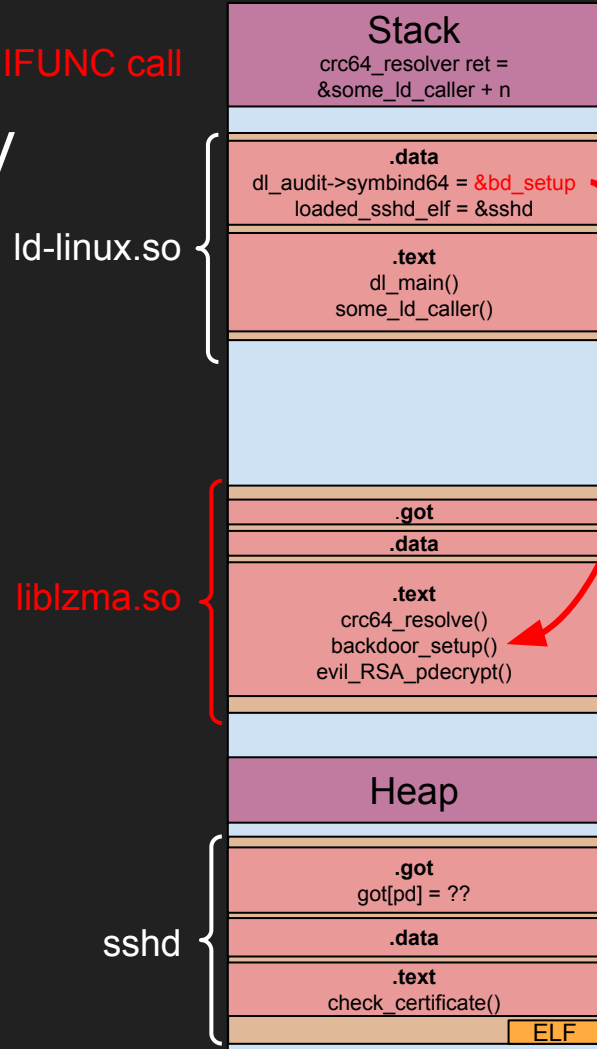 IFUNC call
Stack
crc64_resolver ret =
&some_ld_caller + n
y
ld-linux.so
.data
dl_audit->symbind64 = &bd_setup
loaded_sshd_elf = &sshd
.text
dl_main()
some_ld_caller()
liblzma.so
.got
.data
.text
crc64_resolve()
backdoor_setup()
evil_RSA_pdecrypt()
Heap
sshd
.got
got[pd] = ??
.data
.text
check_certificate()
ELF